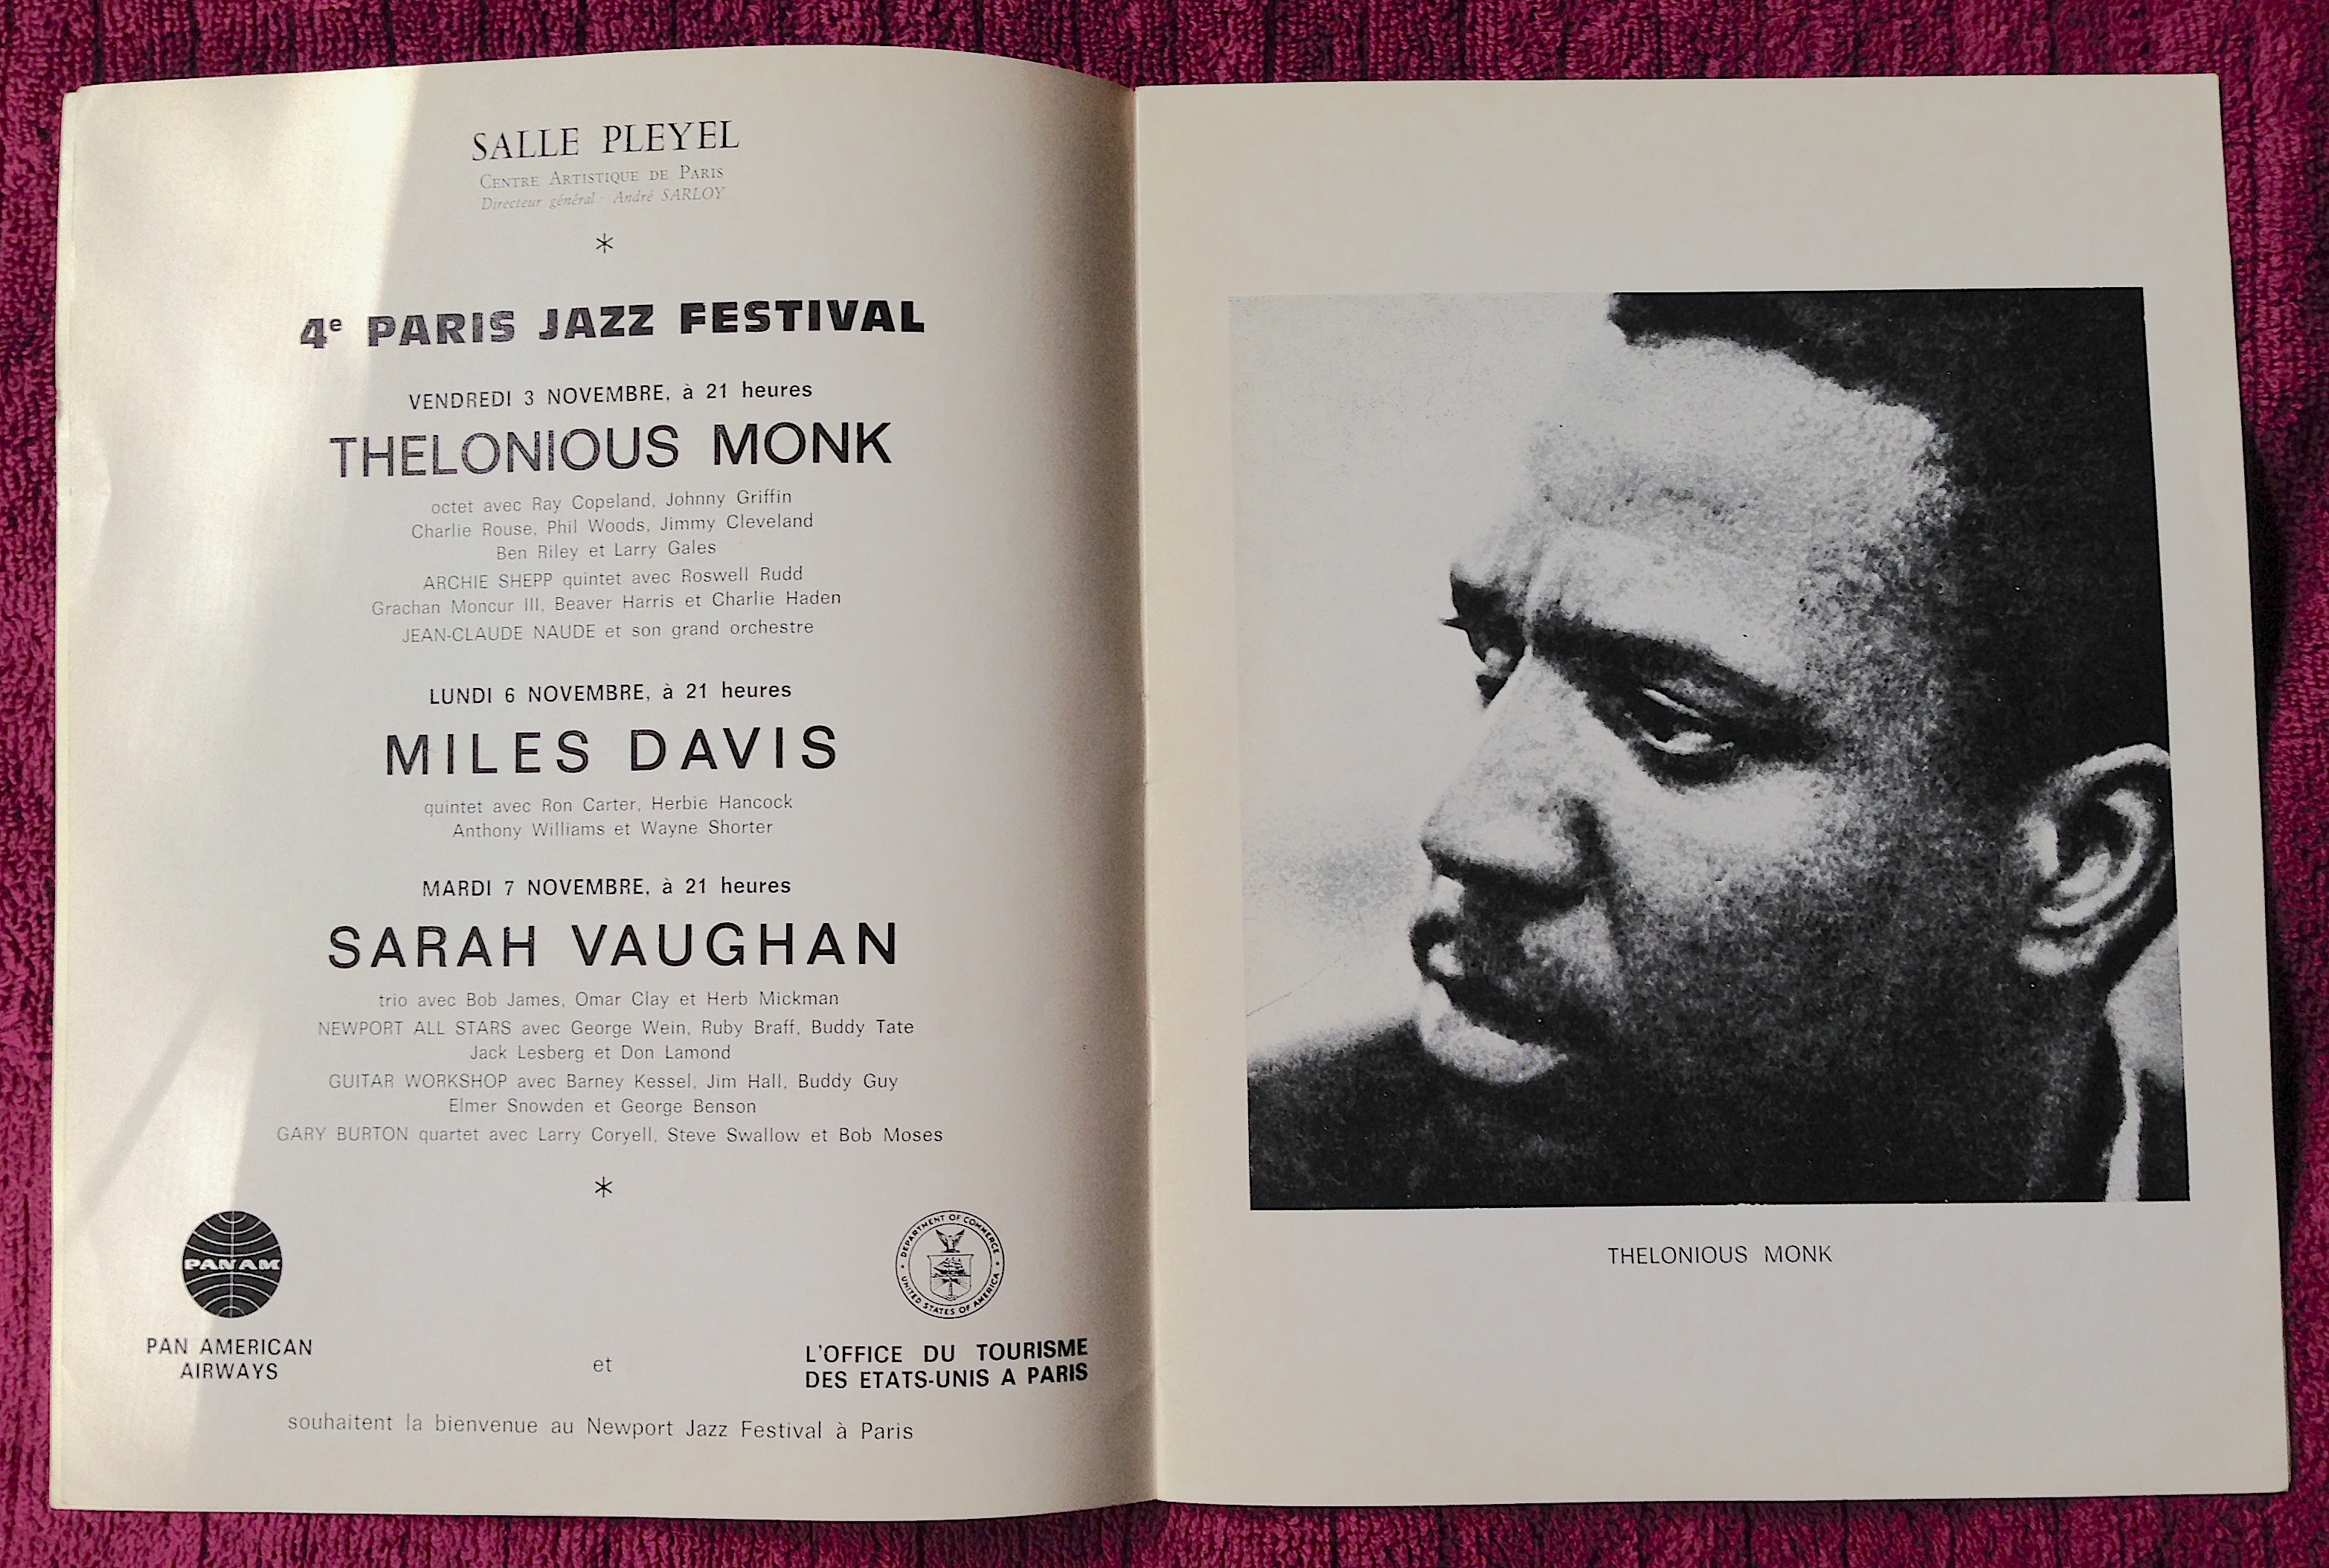 SALLE PLEYEL
CENTRE ARTISTIQUE DE PARIS
Directeur général · André SARLOY
*
4e PARIS JAZZ FESTIVAL
VENDREDI 3 NOVEMBRE, à 21 heures
THELONIOUS MONK
octet avec Ray Copeland, Johnny Griffin
Charlie Rouse, Phil Woods, Jimmy Cleveland
Ben Riley et Larry Gales
ARCHIE SHEPP quintet avec Roswell Rudd
Grachan Moncur III, Beaver Harris et Charlie Haden
JEAN-CLAUDE NAUDE et son grand orchestre
LUNDI 6 NOVEMBRE, à 21 heures
MILES DAVIS
quintet avec Ron Carter, Herbie Hancock
Anthony Williams et Wayne Shorter
MARDI 7 NOVEMBRE, à 21 heures
SARAH VAUGHAN
trio avec Bob James, Omar Clay et Herb Mickman
NEWPORT ALL STARS avec George Wein, Ruby Braff, Buddy Tate
Jack Lesberg et Don Lamond
GUITAR WORKSHOP avec Barney Kessel, Jim Hall, Buddy Guy
Elmer Snowden et George Benson
GARY BURTON quartet avec Larry Coryell, Steve Swallow et Bob Moses
*
PAN AM
PAN AMERICAN
AIRWAYS
et
DEPARTMENT OF COMMERCE
UNITED STATES OF AMERICA
L'OFFICE DU TOURISME
DES ETATS-UNIS A PARIS
souhaitent la bienvenue au Newport Jazz Festival à Paris
THELONIOUS MONK